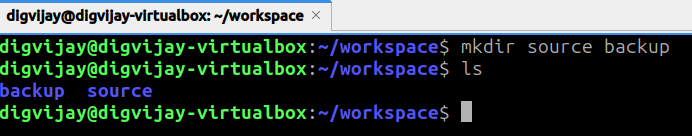 digvijay@digvijay-virtualbox: ~/workspace ×
digvijay@digvijay-virtualbox:~/workspace$ mkdir source backup
digvijay@digvijay-virtualbox:~/workspace$ ls
backup  source
digvijay@digvijay-virtualbox:~/workspace$